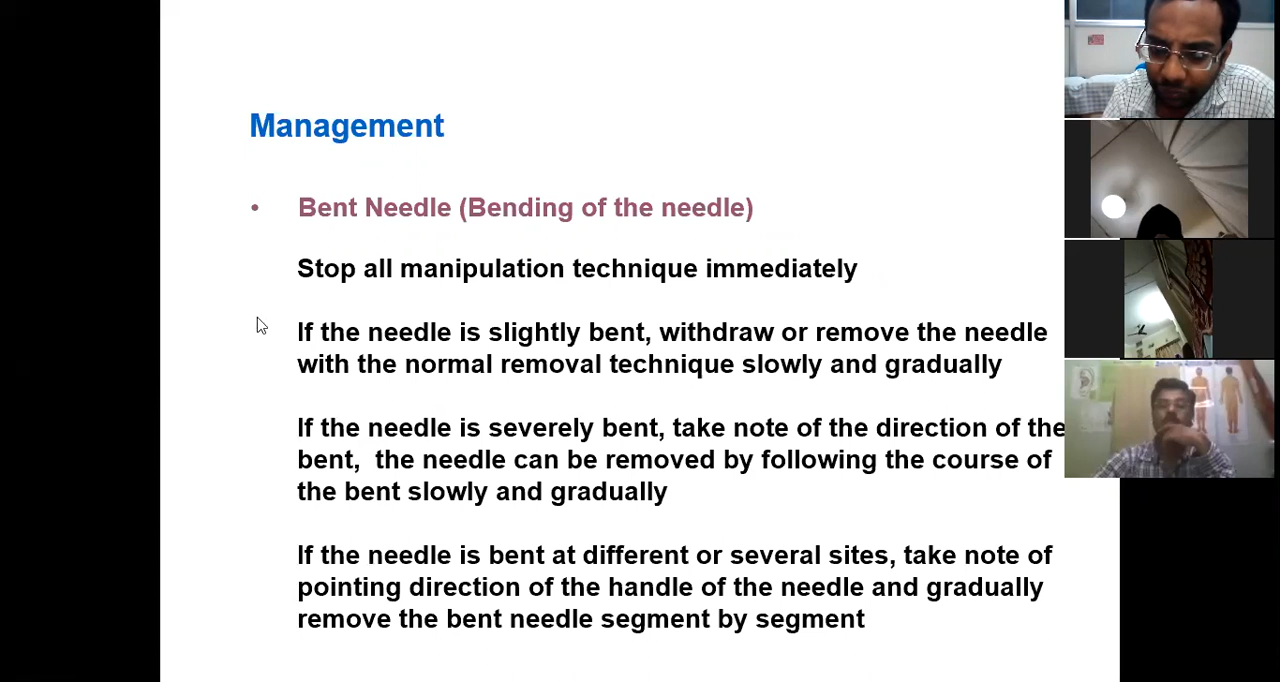 Management
• Bent Needle (Bending of the needle)
Stop all manipulation technique immediately
If the needle is slightly bent, withdraw or remove the needle
with the normal removal technique slowly and gradually
If the needle is severely bent, take note of the direction of the
bent, the needle can be removed by following the course of
the bent slowly and gradually
If the needle is bent at different or several sites, take note of
pointing direction of the handle of the needle and gradually
remove the bent needle segment by segment